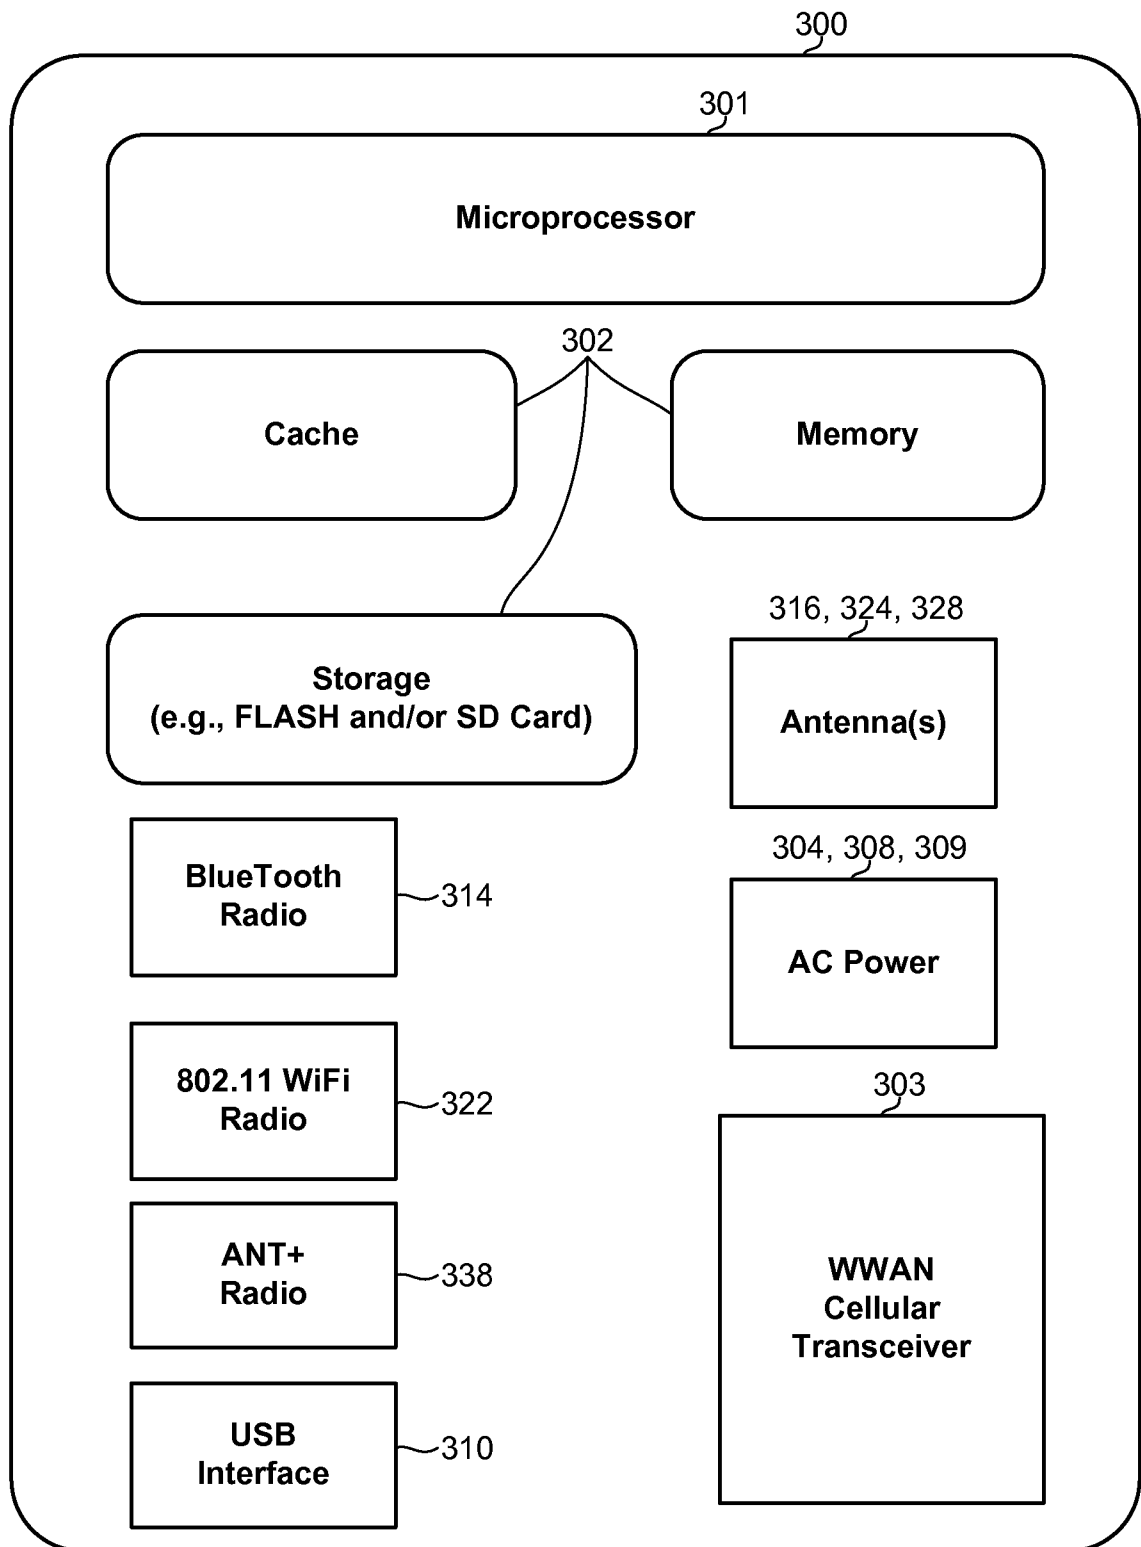 300
301
Microprocessor
302
Cache
Memory
Storage
(e.g., FLASH and/or SD Card)
316, 324, 328
Antenna(s)
BlueTooth
Radio
314
304, 308, 309
AC Power
802.11 WiFi
Radio
322
303
WWAN
Cellular
Transceiver
ANT+
Radio
338
USB
Interface
310